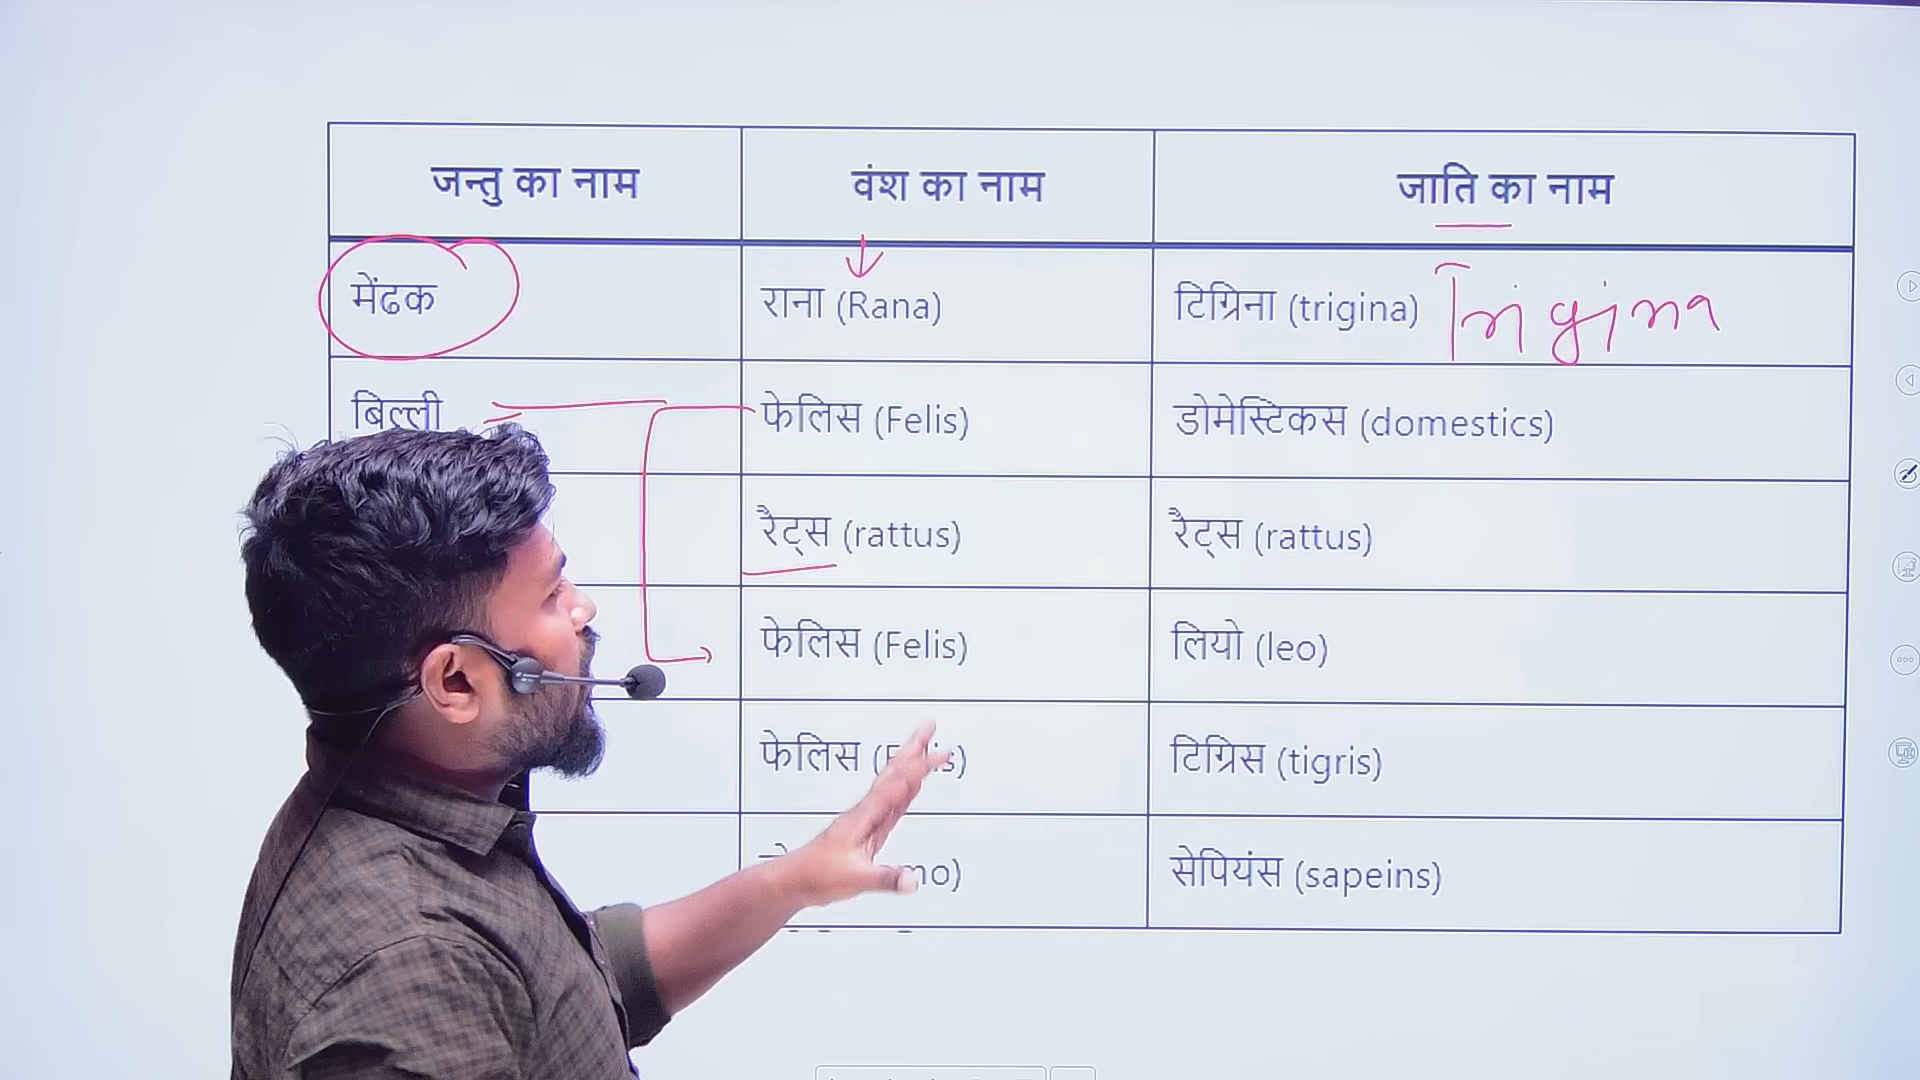 जन्तु का नाम वंश का नाम जाति का नाम
मेंढक राना (Rana) टिग्रिना (trigina) Trigina
बिल्ली फेलिस (Felis) डोमेस्टिकस (domestics)
रैट्स (rattus) रैट्स (rattus)
फेलिस (Felis) लियो (leo)
फेलिस टिग्रिस (tigris)
सेपियंस (sapeins)